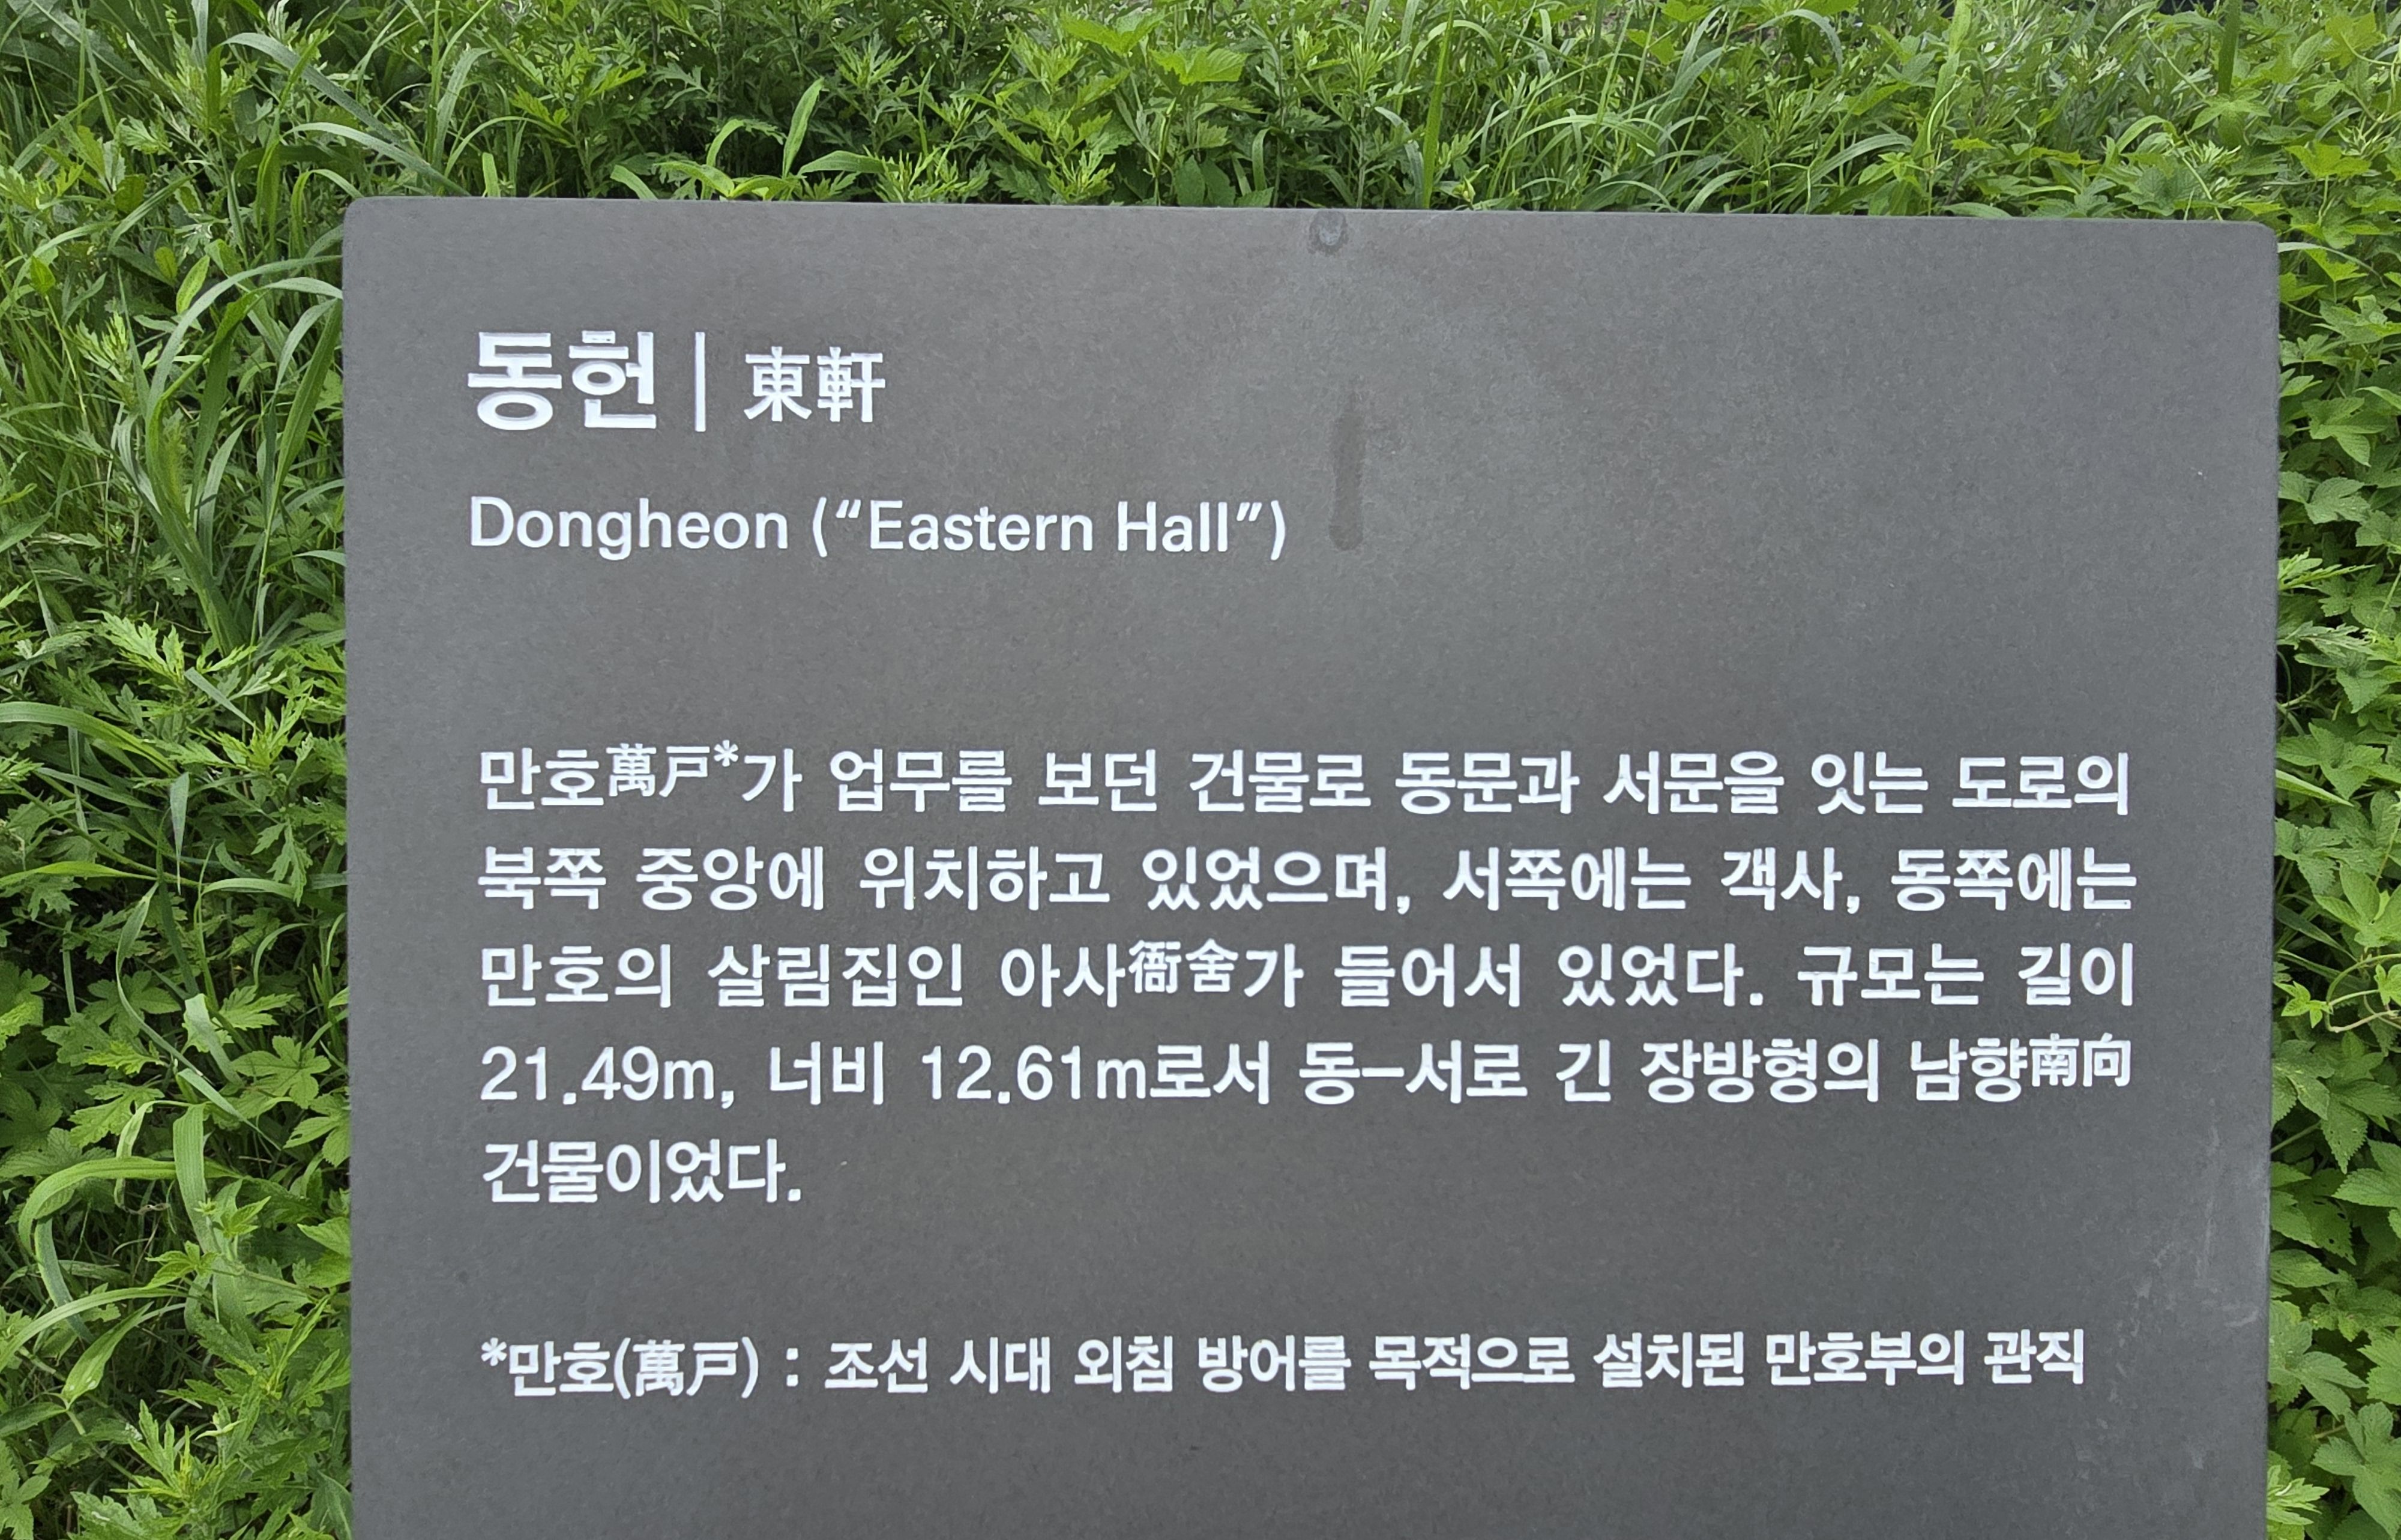 동헌 | 東軒
Dongheon (“Eastern Hall”)
만호萬戶*가 업무를 보던 건물로 동문과 서문을 잇는 도로의
북쪽 중앙에 위치하고 있었으며, 서쪽에는 객사, 동쪽에는
만호의 살림집인 아사衙舍가 들어서 있었다. 규모는 길이
21.49m, 너비 12.61m로서 동–서로 긴 장방형의 남향南向
건물이었다.
*만호(萬戶) : 조선 시대 외침 방어를 목적으로 설치된 만호부의 관직